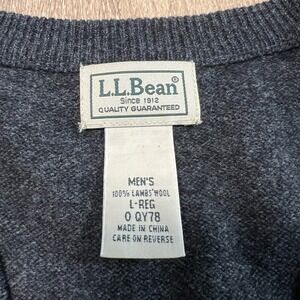 L.L.Bean®
Since 1912
QUALITY GUARANTEED
MEN'S
100% LAMBS' WOOL
L-REG
0 QY78
MADE IN CHINA
CARE ON REVERSE